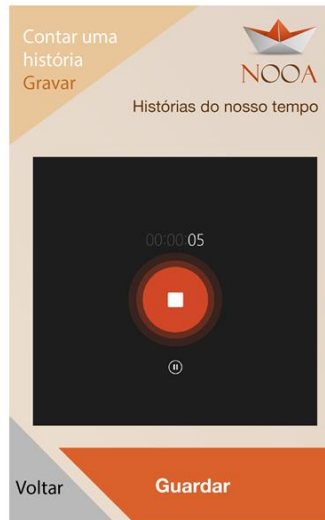 Contar uma
história
Gravar
NOOA
Histórias do nosso tempo
00:00:05
Voltar
Guardar